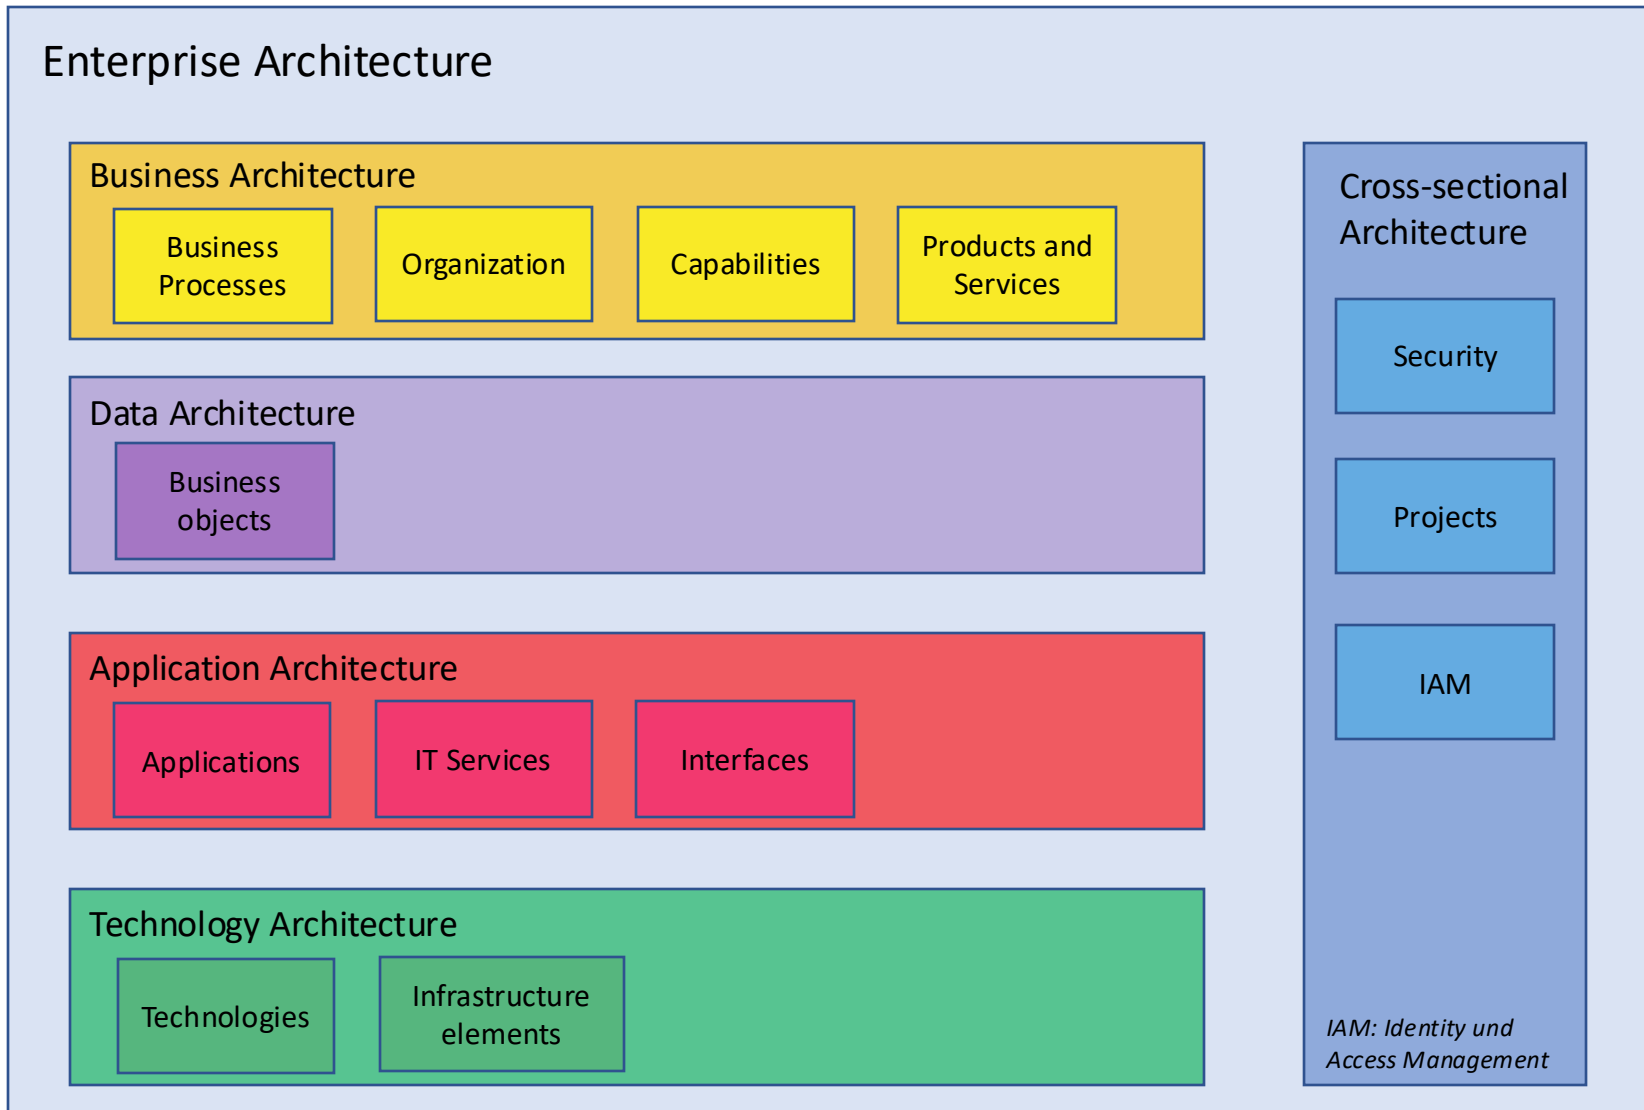 Enterprise Architecture
Business Architecture
Business
Processes
Organization
Capabilities
Products and
Services
Data Architecture
Business
objects
Application Architecture
Applications
IT Services
Interfaces
Technology Architecture
Technologies
Infrastructure
elements
Cross-sectional
Architecture
Security
Projects
IAM
IAM: Identity und
Access Management